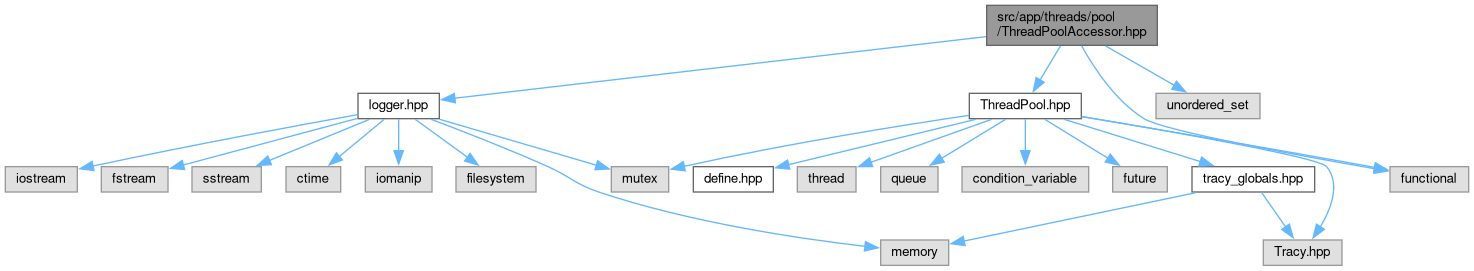 src/app/threads/pool
/ThreadPoolAccessor.hpp
logger.hpp
ThreadPool.hpp
unordered_set
iostream
fstream
sstream
ctime
iomanip
filesystem
mutex
define.hpp
thread
queue
condition_variable
future
tracy_globals.hpp
functional
memory
Tracy.hpp